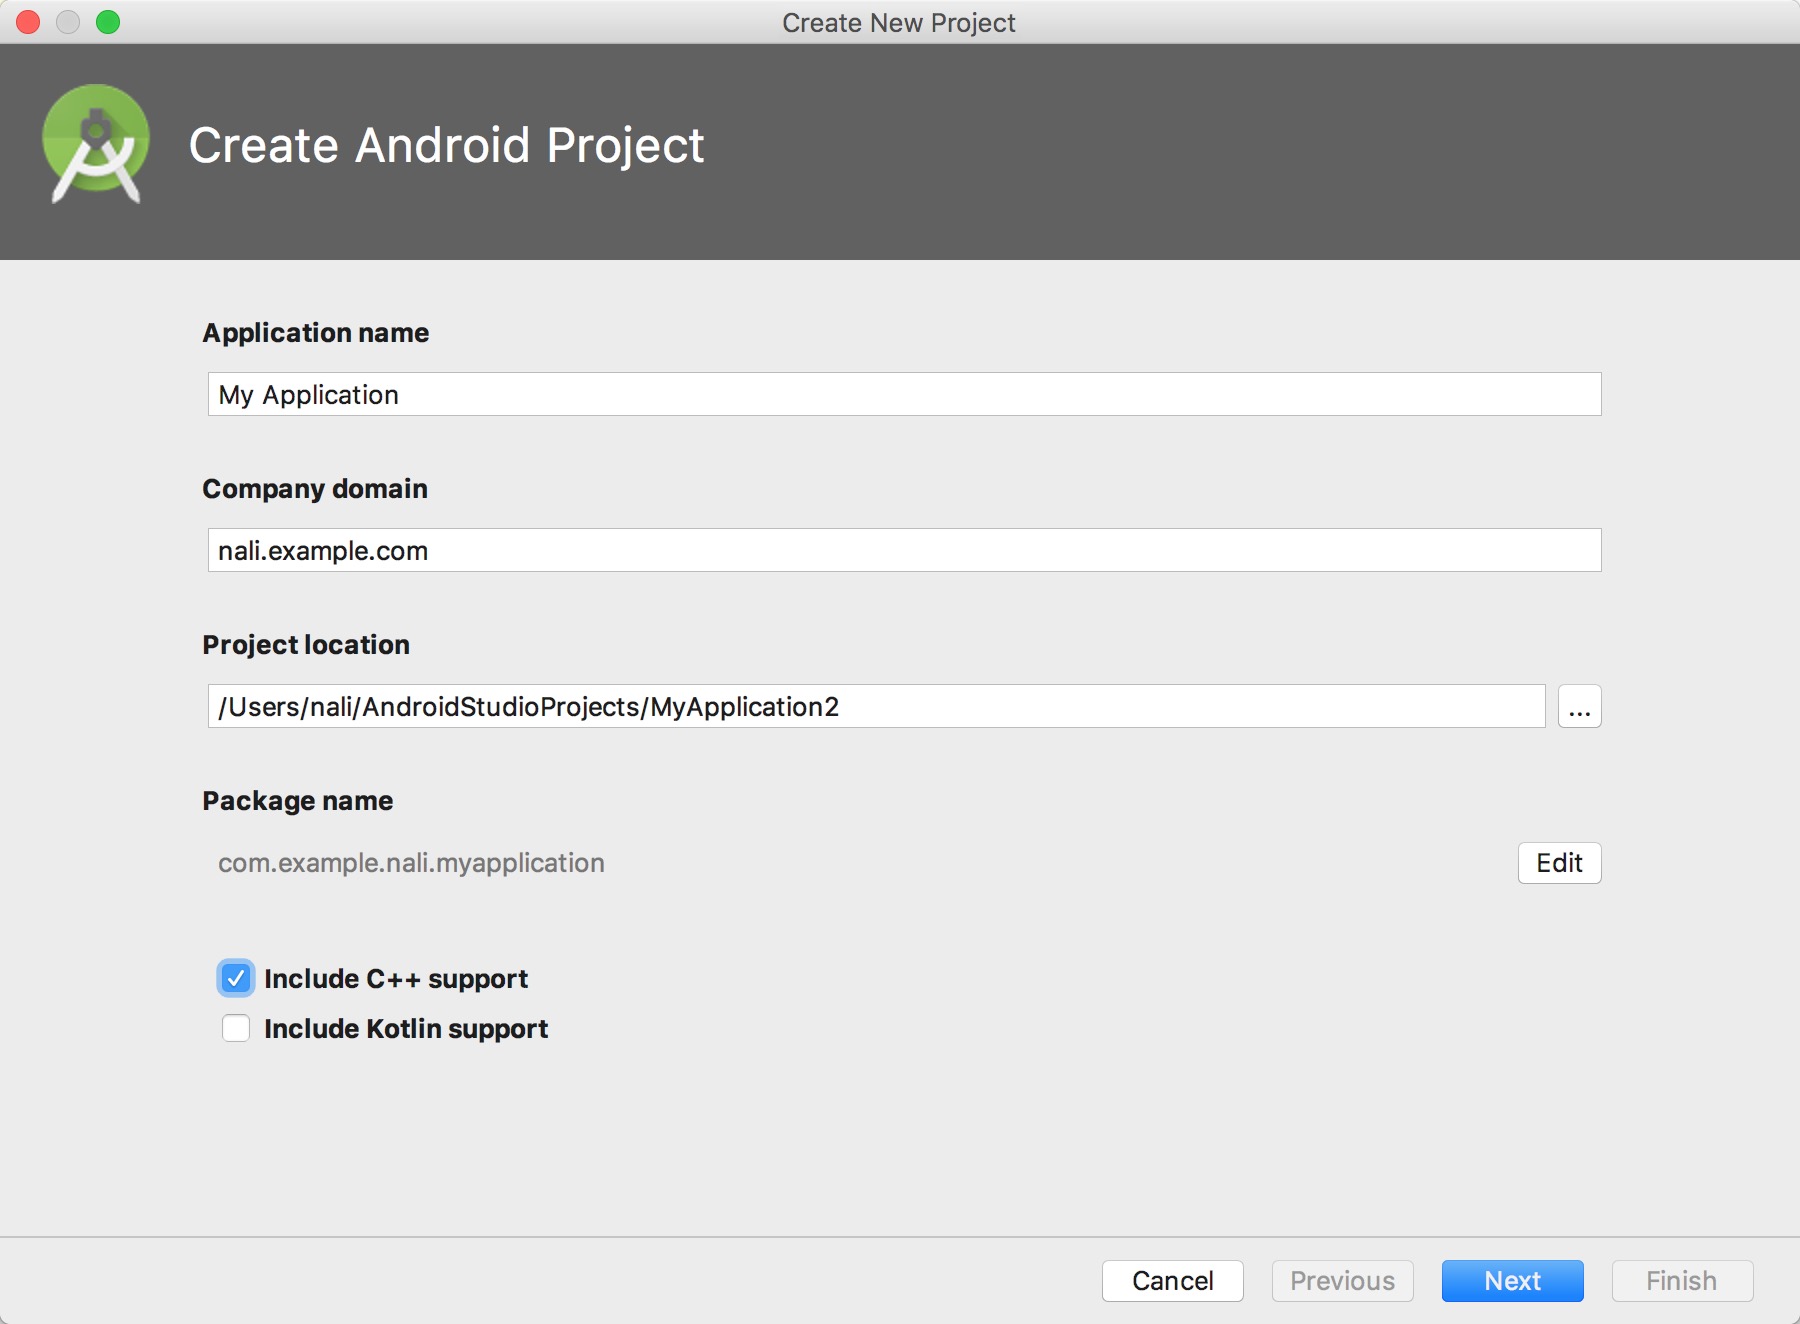 Create New Project
Create Android Project
Application name
My Application
Company domain
nali.example.com
Project location
/Users/nali/AndroidStudioProjects/MyApplication2
...
Package name
com.example.nali.myapplication
Edit
Include C++ support
Include Kotlin support
Cancel
Previous
Next
Finish